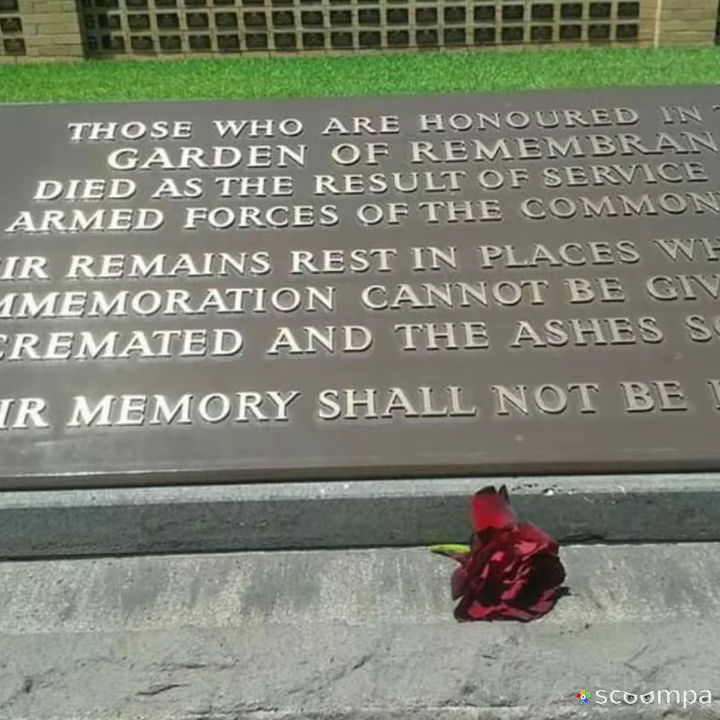 THOSE WHO ARE HONOURED IN
GARDEN OF REMEMBRAN
DIED AS THE RESULT OF SERVICE
ARMED FORCES OF THE COMMON
IR REMAINS REST IN PLACES WH
MMEMORATION CANNOT BE GIV
CREMATED AND THE ASHES SC
IR MEMORY SHALL NOT BE
scoompa